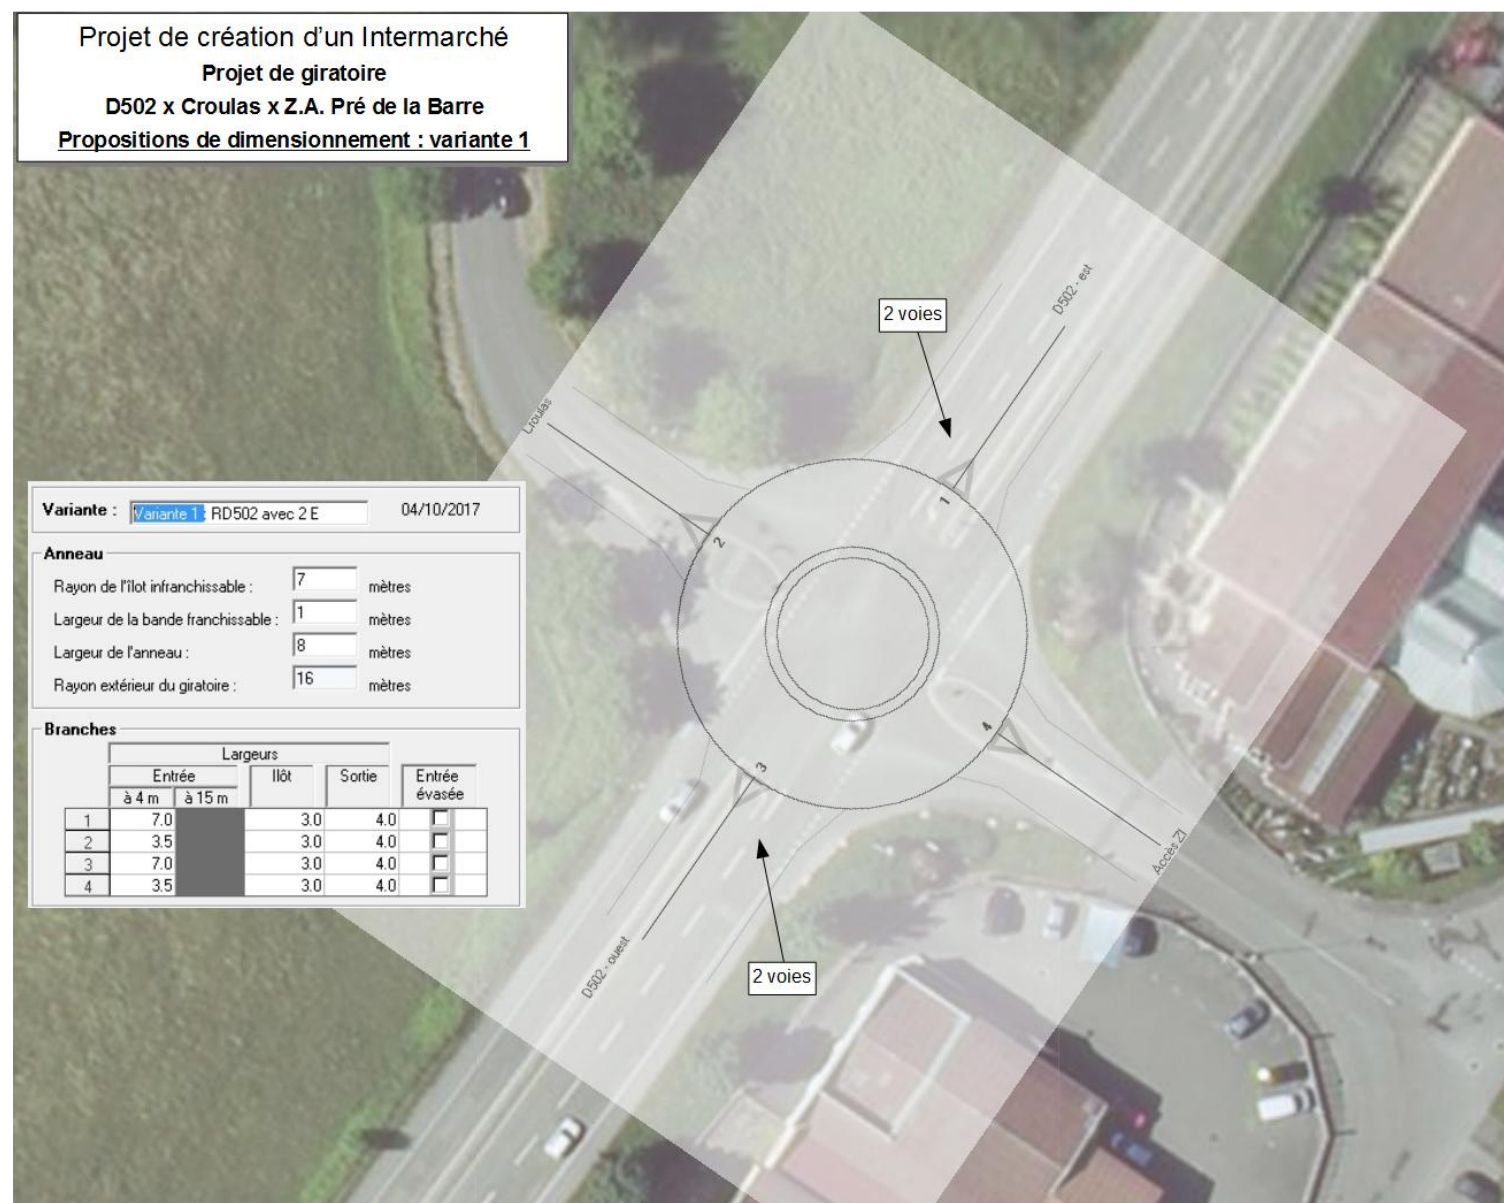 Projet de création d'un Intermarché
Projet de giratoire
D502 x Croulas x Z.A. Pré de la Barre
Propositions de dimensionnement : variante 1
D502 - est
2 voies
Croulas
1
2
3
4
D502 - ouest
Accès ZI
2 voies
Variante : Variante 1 : RD502 avec 2 E 04/10/2017
Anneau
Rayon de l'îlot infranchissable : 7 mètres
Largeur de la bande franchissable : 1 mètres
Largeur de l'anneau : 8 mètres
Rayon extérieur du giratoire : 16 mètres
Branches
Largeurs
Entrée Ilôt Sortie Entrée évasée
à 4 m à 15 m
1 7.0 3.0 4.0
2 3.5 3.0 4.0
3 7.0 3.0 4.0
4 3.5 3.0 4.0